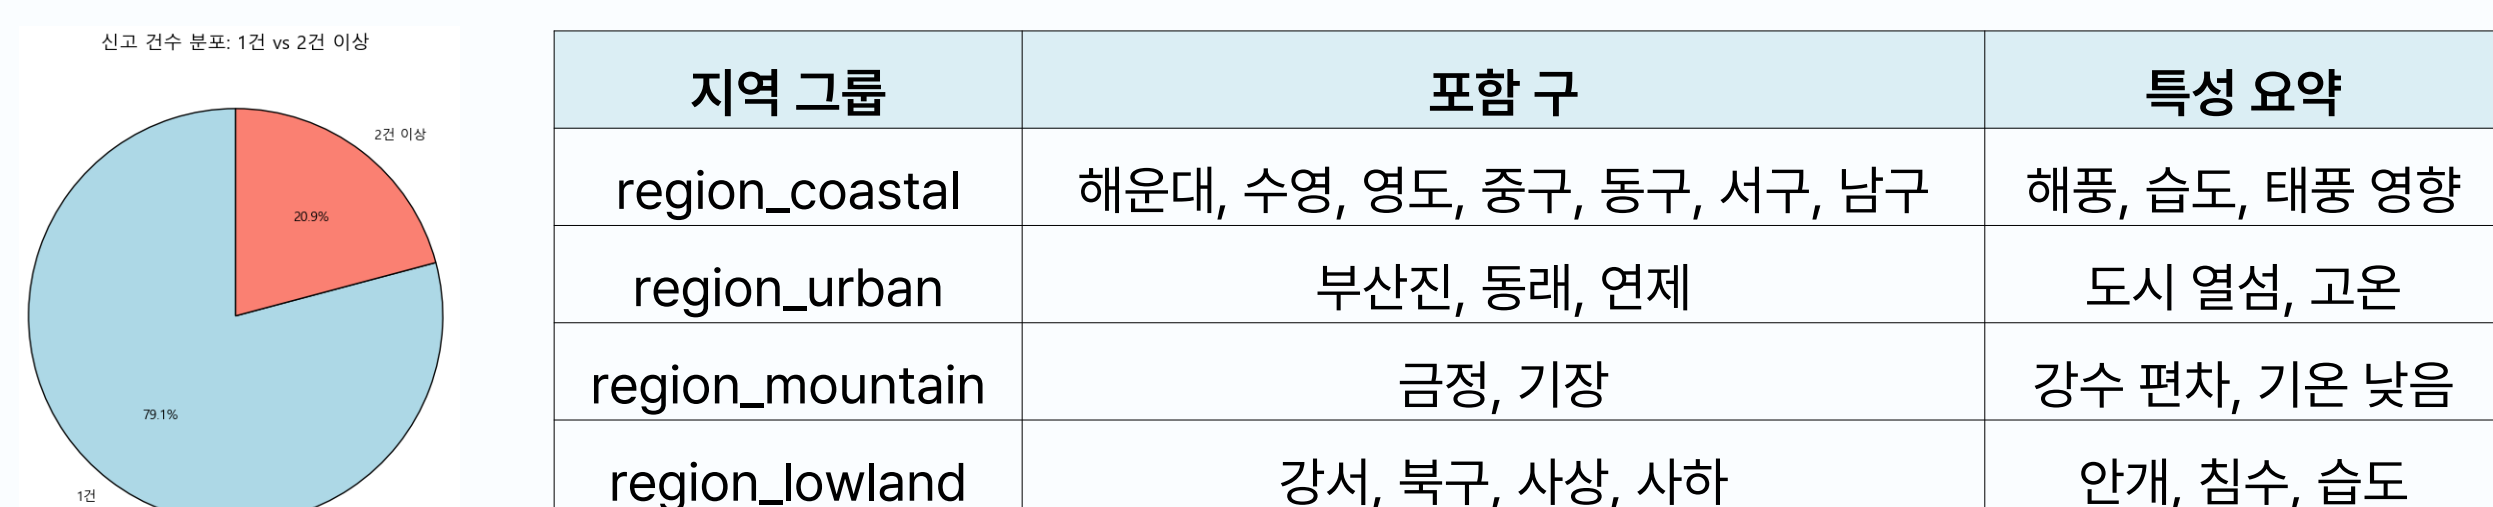 신고 건수 분포: 1건 vs 2건 이상
2건 이상
20.9%
79.1%
1건
지역 그룹 포함 구 특성 요약
region_coastal 해운대, 수영, 영도, 중구, 동구, 서구, 남구 해풍, 습도, 태풍 영향
region_urban 부산진, 동래, 연제 도시 열섬, 고온
region_mountain 금정, 기장 강수 편차, 기온 낮음
region_lowland 강서, 북구, 사상, 사하 안개, 침수, 습도